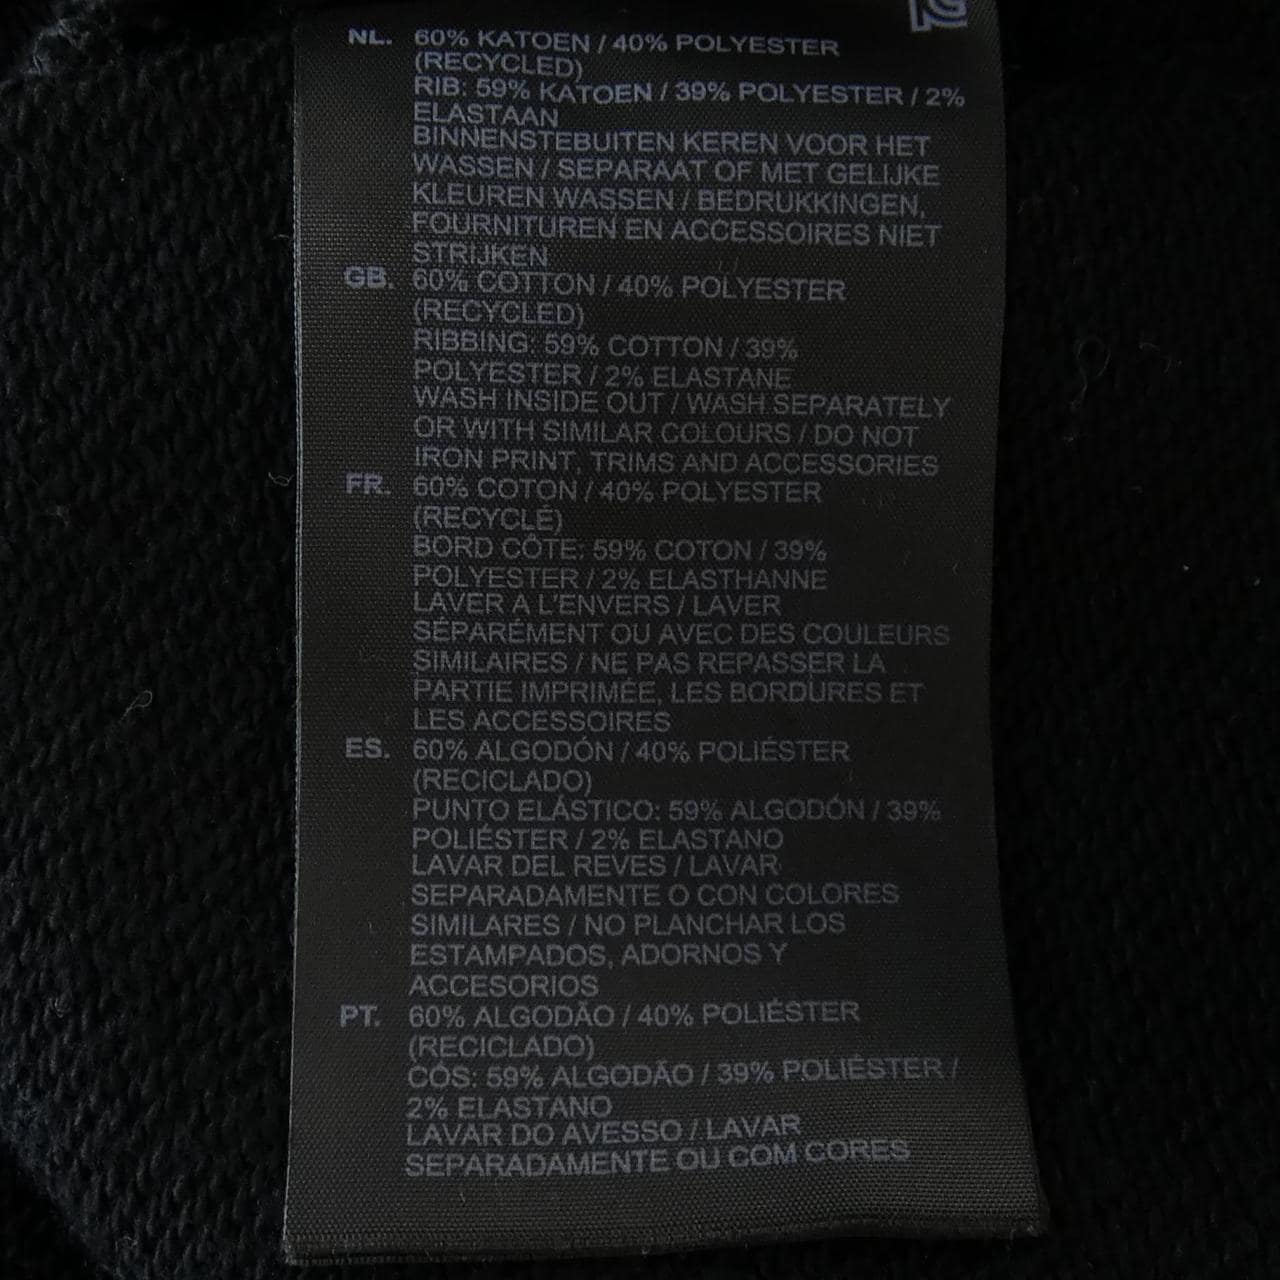 NL. 60% KATOEN / 40% POLYESTER
(RECYCLED)
RIB: 59% KATOEN / 39% POLYESTER / 2%
ELASTAAN
BINNENSTEBUITEN KEREN VOOR HET
WASSEN / SEPARAAT OF MET GELIJKE
KLEUREN WASSEN / BEDRUKKINGEN,
FOURNITUREN EN ACCESSOIRES NIET
STRIJKEN
GB. 60% COTTON / 40% POLYESTER
(RECYCLED)
RIBBING: 59% COTTON / 39%
POLYESTER / 2% ELASTANE
WASH INSIDE OUT / WASH SEPARATELY
OR WITH SIMILAR COLOURS / DO NOT
IRON PRINT, TRIMS AND ACCESSORIES
FR. 60% COTON / 40% POLYESTER
(RECYCLÉ)
BORD CÔTE: 59% COTON / 39%
POLYESTER / 2% ELASTHANNE
LAVER A L'ENVERS / LAVER
SÉPARÉMENT OU AVEC DES COULEURS
SIMILAIRES / NE PAS REPASSER LA
PARTIE IMPRIMÉE, LES BORDURES ET
LES ACCESSOIRES
ES. 60% ALGODÓN / 40% POLIÉSTER
(RECICLADO)
PUNTO ELÁSTICO: 59% ALGODÓN / 39%
POLIÉSTER / 2% ELASTANO
LAVAR DEL REVES / LAVAR
SEPARADAMENTE O CON COLORES
SIMILARES / NO PLANCHAR LOS
ESTAMPADOS, ADORNOS Y
ACCESORIOS
PT. 60% ALGODÃO / 40% POLIÉSTER
(RECICLADO)
CÓS: 59% ALGODÃO / 39% POLIÉSTER /
2% ELASTANO
LAVAR DO AVESSO / LAVAR
SEPARADAMENTE OU COM CORES